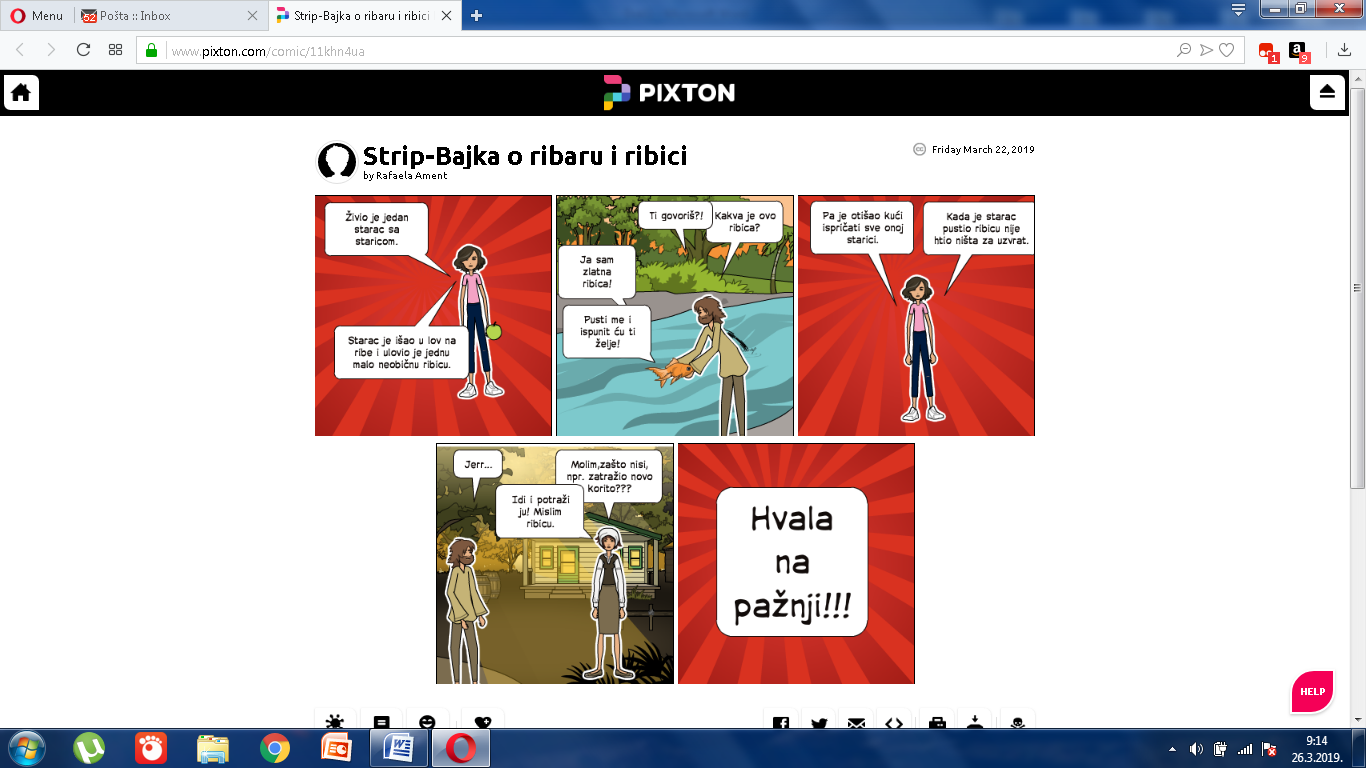 Menu
52
Pošta :: Inbox
Strip-Bajka o ribaru i ribici
www.pixton.com/comic/11khn4ua
1
9
PIXTON
Strip-Bajka o ribaru i ribici
by Rafaela Ament
cc
Friday March 22, 2019
Živio je jedan
starac sa
staricom.
Starac je išao u lov na
ribe i ulovio je jednu
malo neobičnu ribicu.
Ti govoriš?!
Kakva je ovo
ribica?
Ja sam
zlatna
ribica!
Pusti me i
ispunit ću ti
želje!
Pa je otišao kući
ispričati sve onoj
starici.
Kada je starac
pustio ribicu nije
htio ništa za uzvrat.
Jerr...
Molim,zašto nisi,
npr. zatražio novo
korito???
Idi i potraži
ju! Mislim
ribicu.
Hvala
na
pažnji!!!
HELP
9:14
26.3.2019.